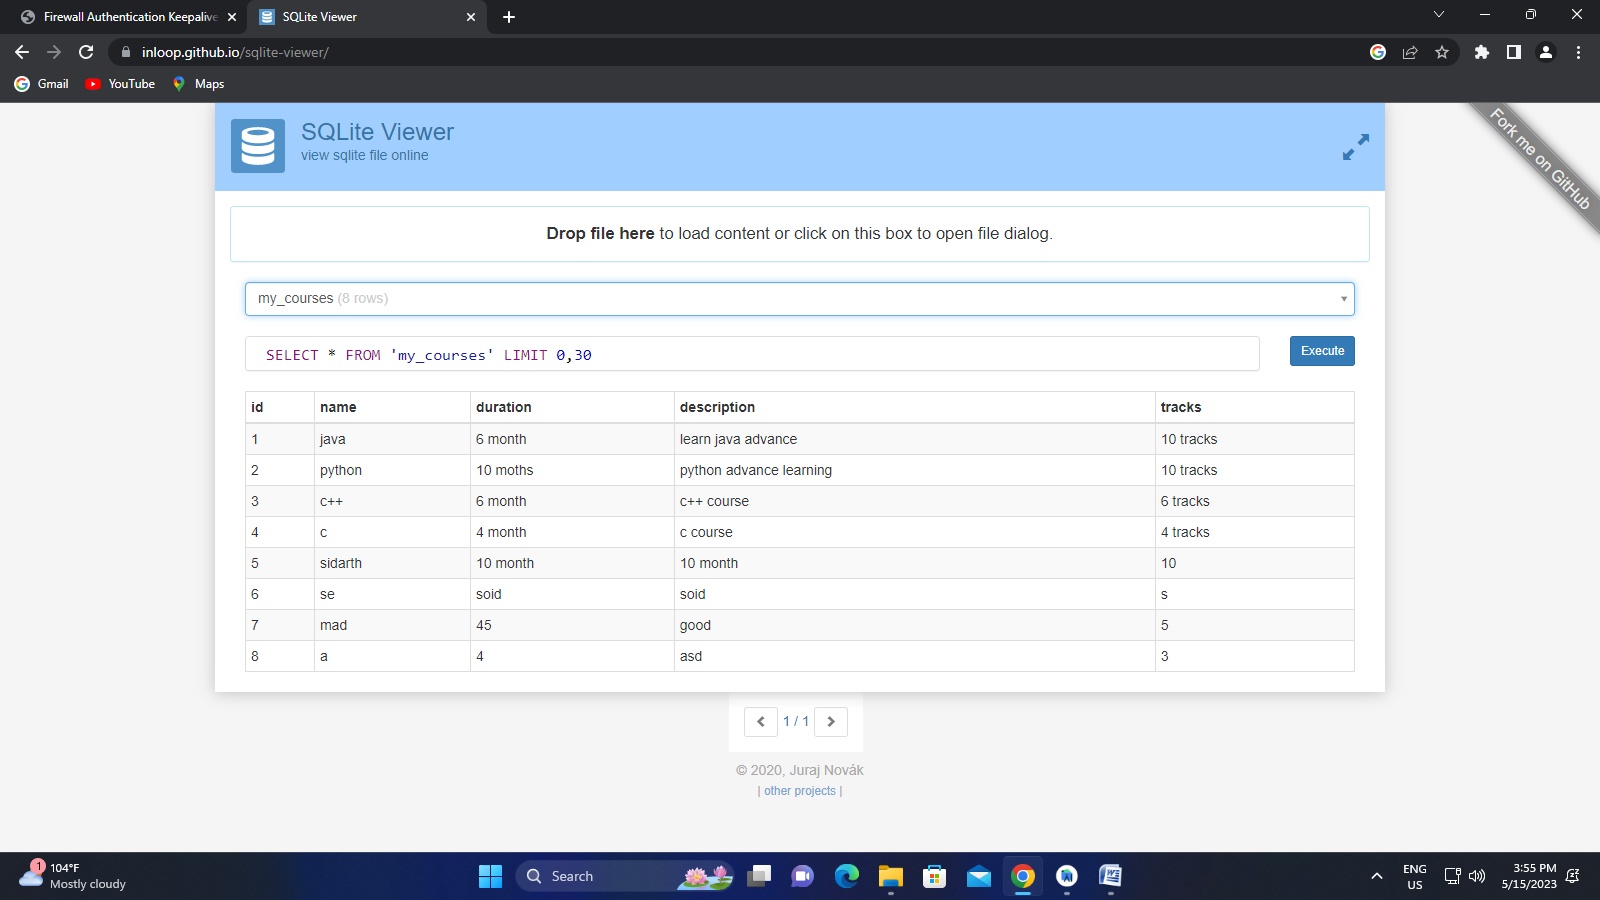 Firewall Authentication Keepalive
SQLite Viewer
inloop.github.io/sqlite-viewer/
Gmail
YouTube
Maps
SQLite Viewer
view sqlite file online
Fork me on GitHub
Drop file here to load content or click on this box to open file dialog.
my_courses (8 rows)
SELECT * FROM 'my_courses' LIMIT 0,30
Execute
id name duration description tracks
1 java 6 month learn java advance 10 tracks
2 python 10 moths python advance learning 10 tracks
3 c++ 6 month c++ course 6 tracks
4 c 4 month c course 4 tracks
5 sidarth 10 month 10 month 10
6 se soid soid s
7 mad 45 good 5
8 a 4 asd 3
1 / 1
© 2020, Juraj Novák
| other projects |
1
104°F
Mostly cloudy
Search
ENG
US
3:55 PM
5/15/2023